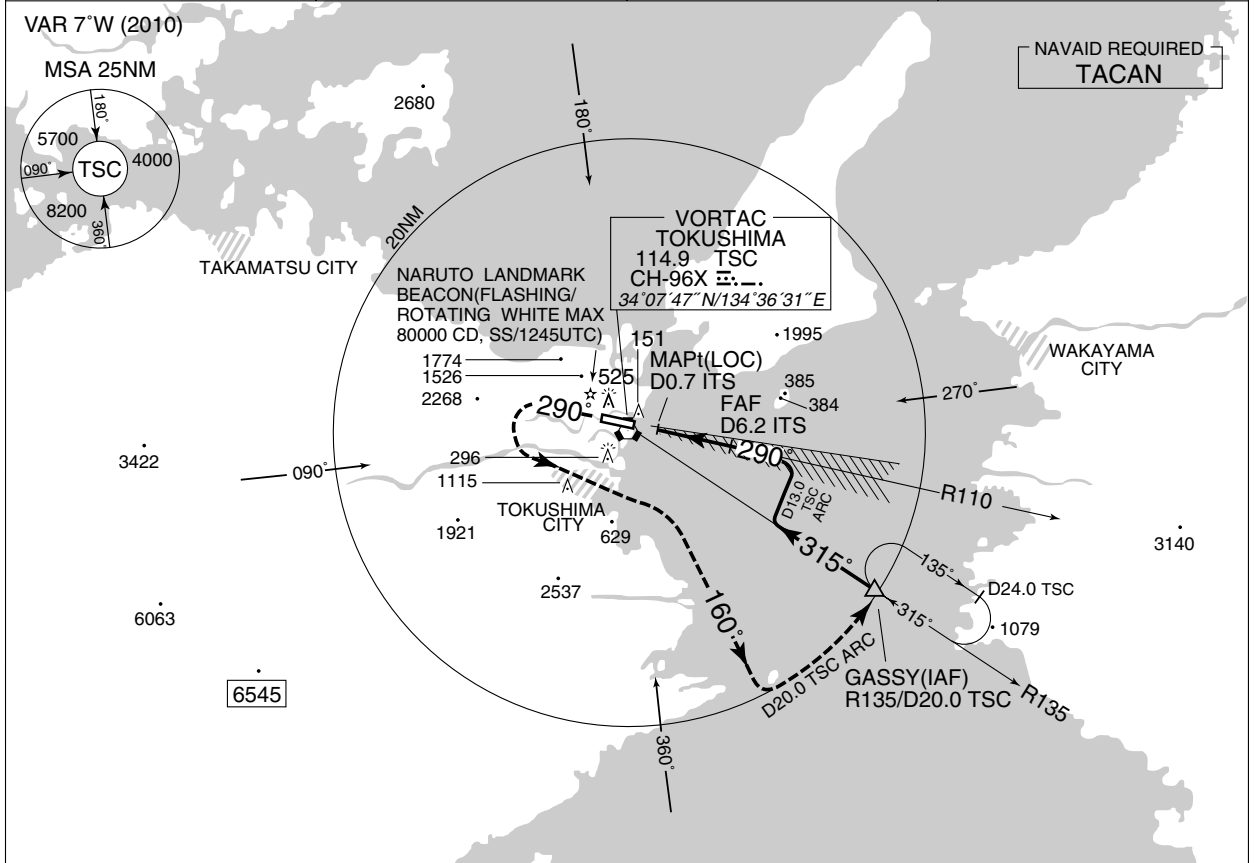 VAR 7°W (2010)
MSA 25NM
180°
5700
4000
TSC
090°
8200
360°
NAVAID REQUIRED
TACAN
2680
180°
20NM
VORTAC
TOKUSHIMA
114.9 TSC
CH-96X
34°07´47˝N/134°36´31˝E
TAKAMATSU CITY
NARUTO LANDMARK
BEACON(FLASHING/
ROTATING WHITE MAX
80000 CD, SS/1245UTC)
1995
151
MAPt(LOC)
D0.7 ITS
WAKAYAMA
CITY
1774
1526
525
2268
385
384
FAF
D6.2 ITS
270°
290°
290°
3422
296
090°
1115
D13.0
TSC
ARC
R110
TOKUSHIMA
CITY
1921
629
3140
315°
135°
D24.0 TSC
2537
6063
160°
315°
1079
D20.0 TSC ARC
GASSY(IAF)
R135/D20.0 TSC
R135
6545
360°